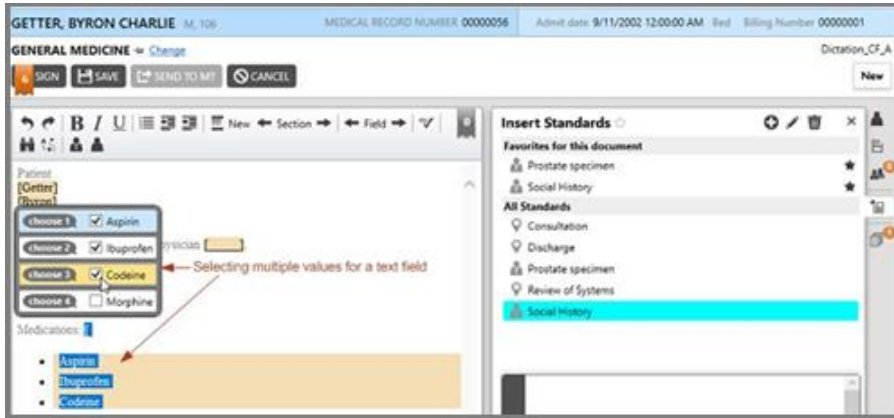 GETTER, BYRON CHARLIE M, 106 MEDICAL RECORD NUMBER 00000056 Admit date 9/11/2002 12:00:00 AM Bed Billing Number 00000001
GENERAL MEDICINE Change Dictation_CF_A
SIGN SAVE SEND TO MT CANCEL New
B I U New Section Field
Insert Standards
Favorites for this document
Prostate specimen
Social History
All Standards
Consultation
Discharge
Prostate specimen
Review of Systems
Social History
Patient
[Getter]
[Byron]
choose 1 Aspirin
choose 2 Ibuprofen
ysician [ ]
choose 3 Codeine
Selecting multiple values for a text field
choose 4 Morphine
Medications: [
• Aspirin
• Ibuprofen
• Codeine